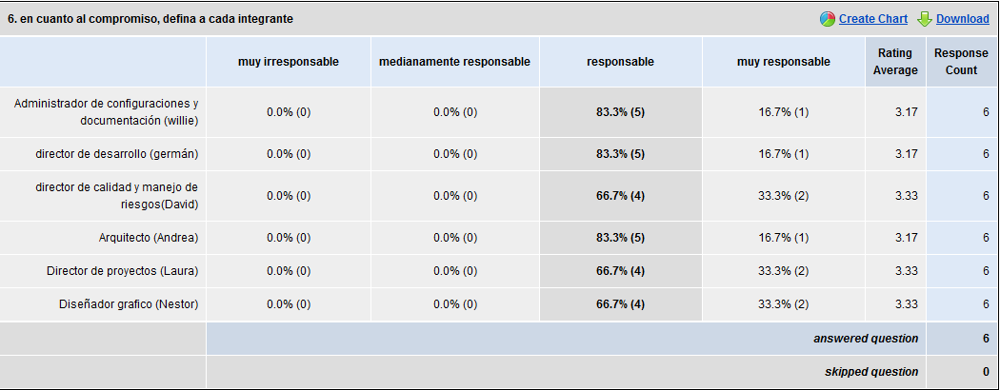 6. en cuanto al compromiso, defina a cada integrante Create Chart Download
muy irresponsable medianamente responsable responsable muy responsable Rating Average Response Count
Administrador de configuraciones y documentación (willie) 0.0% (0) 0.0% (0) 83.3% (5) 16.7% (1) 3.17 6
director de desarrollo (germán) 0.0% (0) 0.0% (0) 83.3% (5) 16.7% (1) 3.17 6
director de calidad y manejo de riesgos(David) 0.0% (0) 0.0% (0) 66.7% (4) 33.3% (2) 3.33 6
Arquitecto (Andrea) 0.0% (0) 0.0% (0) 83.3% (5) 16.7% (1) 3.17 6
Director de proyectos (Laura) 0.0% (0) 0.0% (0) 66.7% (4) 33.3% (2) 3.33 6
Diseñador grafico (Nestor) 0.0% (0) 0.0% (0) 66.7% (4) 33.3% (2) 3.33 6
answered question 6
skipped question 0